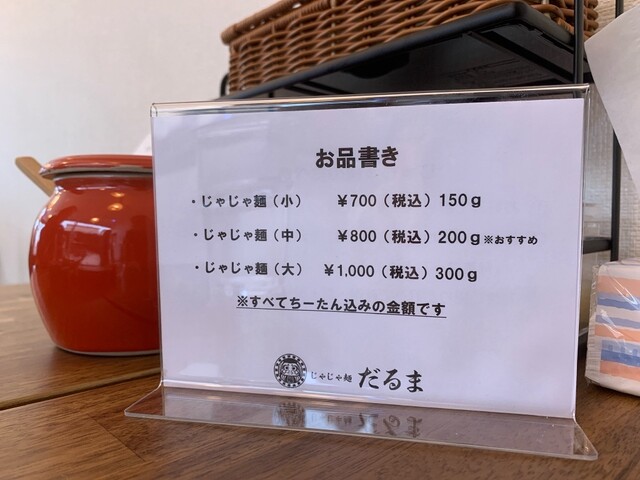 お品書き
・じゃじゃ麺（小） ￥700（税込）150ｇ
・じゃじゃ麺（中） ￥800（税込）200ｇ※おすすめ
・じゃじゃ麺（大） ￥1,000（税込）300ｇ
※すべてちーたん込みの金額です
じゃじゃ麺 だるま